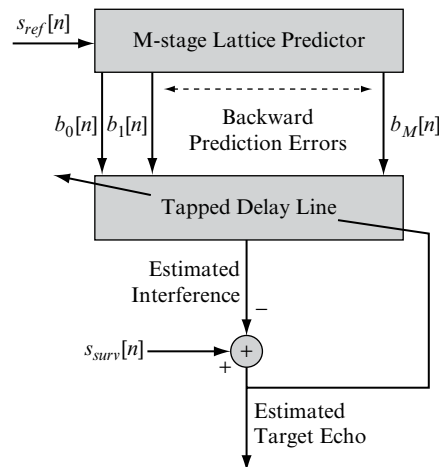 s_ref[n]
M-stage Lattice Predictor
b_0[n] b_1[n]
Backward
Prediction Errors
b_M[n]
Tapped Delay Line
Estimated
Interference
−
s_surv[n]
+
+
Estimated
Target Echo